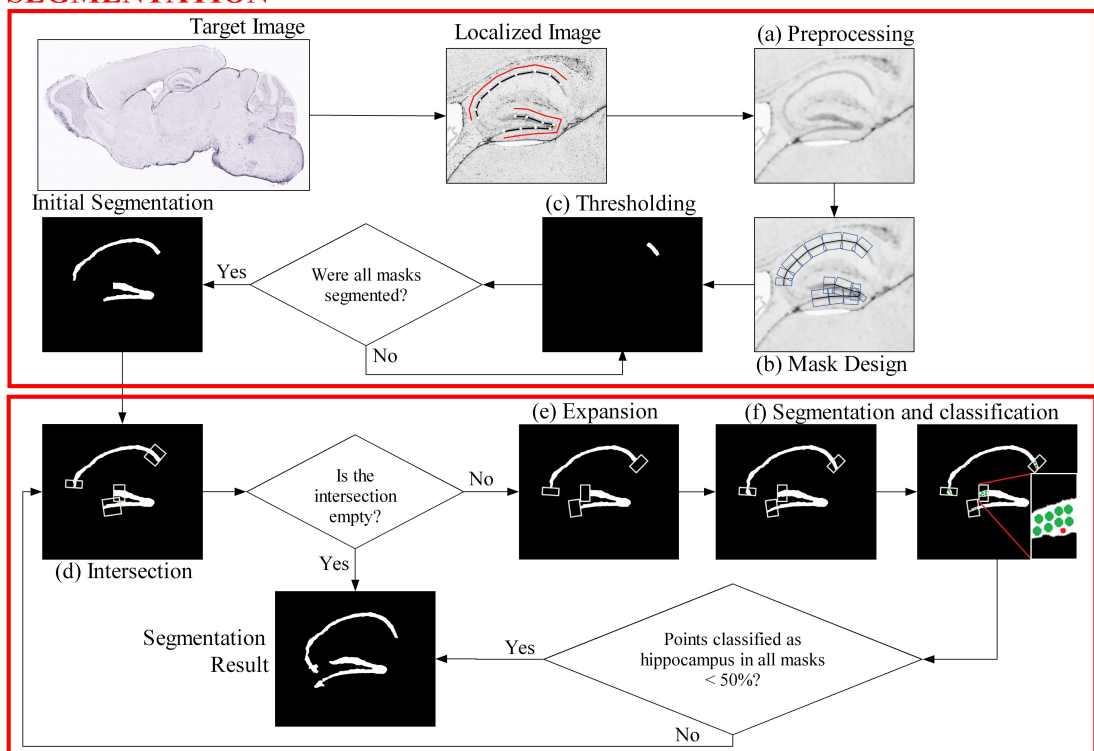 SEGMENTATION
Target Image
Localized Image
(a) Preprocessing
Initial Segmentation
(c) Thresholding
Yes
Were all masks
segmented?
No
(b) Mask Design
(e) Expansion
(f) Segmentation and classification
Is the
intersection
empty?
No
(d) Intersection
Yes
Segmentation
Result
Yes
Points classified as
hippocampus in all masks
< 50%?
No